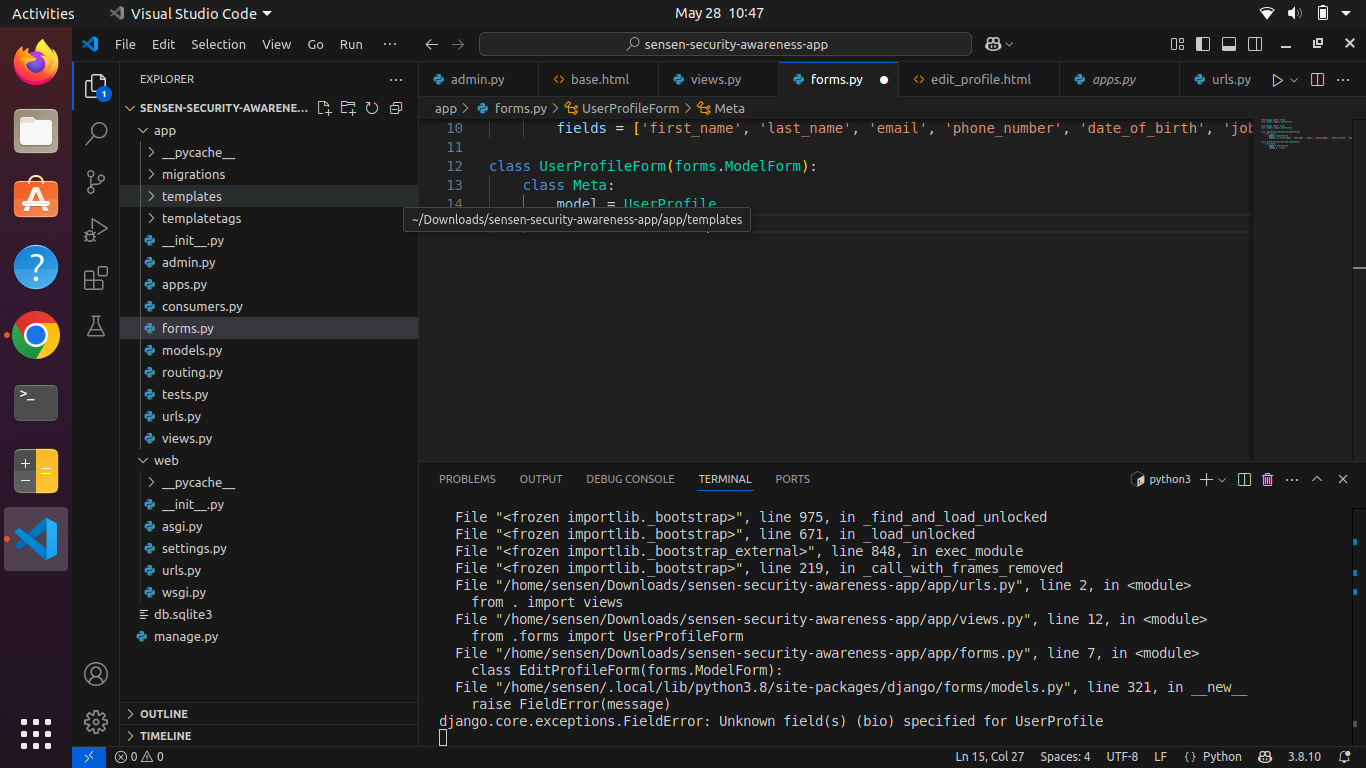 Activities
Visual Studio Code
May 28 10:47
File Edit Selection View Go Run ···
sensen-security-awareness-app
EXPLORER
···
SENSEN-SECURITY-AWARENE...
app
__pycache__
migrations
templates
templatetags
__init__.py
admin.py
apps.py
consumers.py
forms.py
models.py
routing.py
tests.py
urls.py
views.py
web
__pycache__
__init__.py
asgi.py
settings.py
urls.py
wsgi.py
db.sqlite3
manage.py
OUTLINE
TIMELINE
1
admin.py
base.html
views.py
forms.py
edit_profile.html
apps.py
urls.py
···
app > forms.py > UserProfileForm > Meta
10 fields = ['first_name', 'last_name', 'email', 'phone_number', 'date_of_birth', 'job
11
12 class UserProfileForm(forms.ModelForm):
13 class Meta:
14 model = UserProfile
~/Downloads/sensen-security-awareness-app/app/templates
PROBLEMS OUTPUT DEBUG CONSOLE TERMINAL PORTS
python3
···
File "<frozen importlib._bootstrap>", line 975, in _find_and_load_unlocked
File "<frozen importlib._bootstrap>", line 671, in _load_unlocked
File "<frozen importlib._bootstrap_external>", line 848, in exec_module
File "<frozen importlib._bootstrap>", line 219, in _call_with_frames_removed
File "/home/sensen/Downloads/sensen-security-awareness-app/app/urls.py", line 2, in <module>
from . import views
File "/home/sensen/Downloads/sensen-security-awareness-app/app/views.py", line 12, in <module>
from .forms import UserProfileForm
File "/home/sensen/Downloads/sensen-security-awareness-app/app/forms.py", line 7, in <module>
class EditProfileForm(forms.ModelForm):
File "/home/sensen/.local/lib/python3.8/site-packages/django/forms/models.py", line 321, in __new__
raise FieldError(message)
django.core.exceptions.FieldError: Unknown field(s) (bio) specified for UserProfile
0 0
Ln 15, Col 27
Spaces: 4
UTF-8
LF
{ } Python
3.8.10